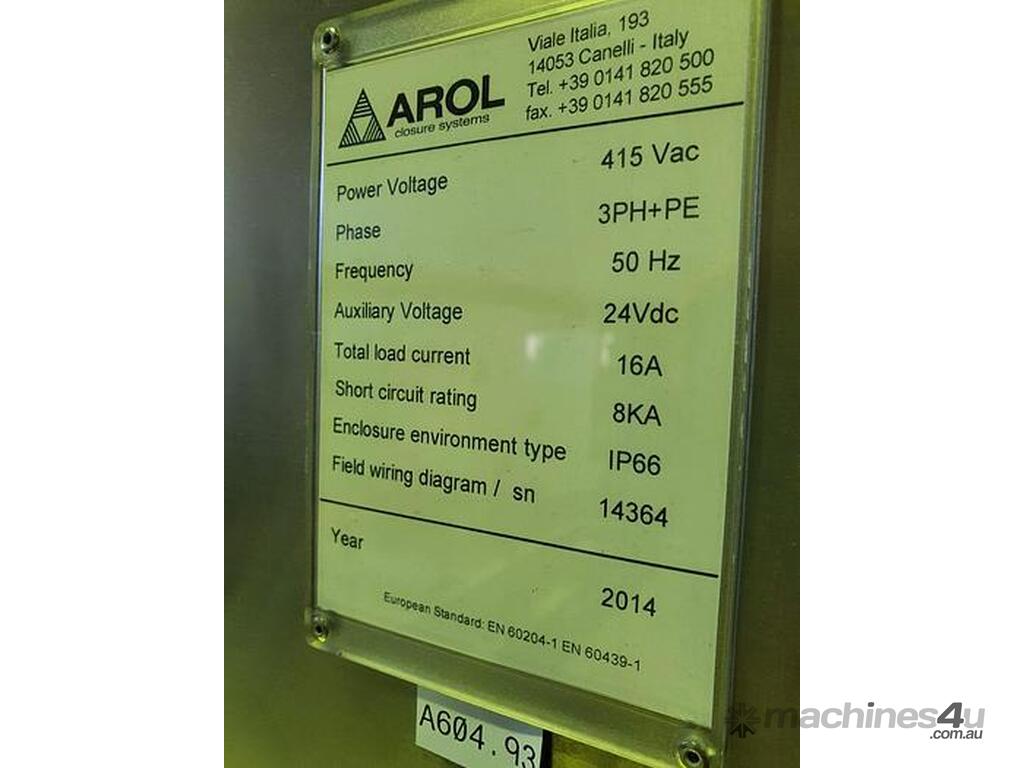 AROL
closure systems
Viale Italia, 193
14053 Canelli - Italy
Tel. +39 0141 820 500
fax. +39 0141 820 555
Power Voltage 415 Vac
Phase 3PH+PE
Frequency 50 Hz
Auxiliary Voltage 24Vdc
Total load current 16A
Short circuit rating 8KA
Enclosure environment type IP66
Field wiring diagram / sn 14364
Year 2014
European Standard: EN 60204-1 EN 60439-1
A604.93
machines4u
.com.au